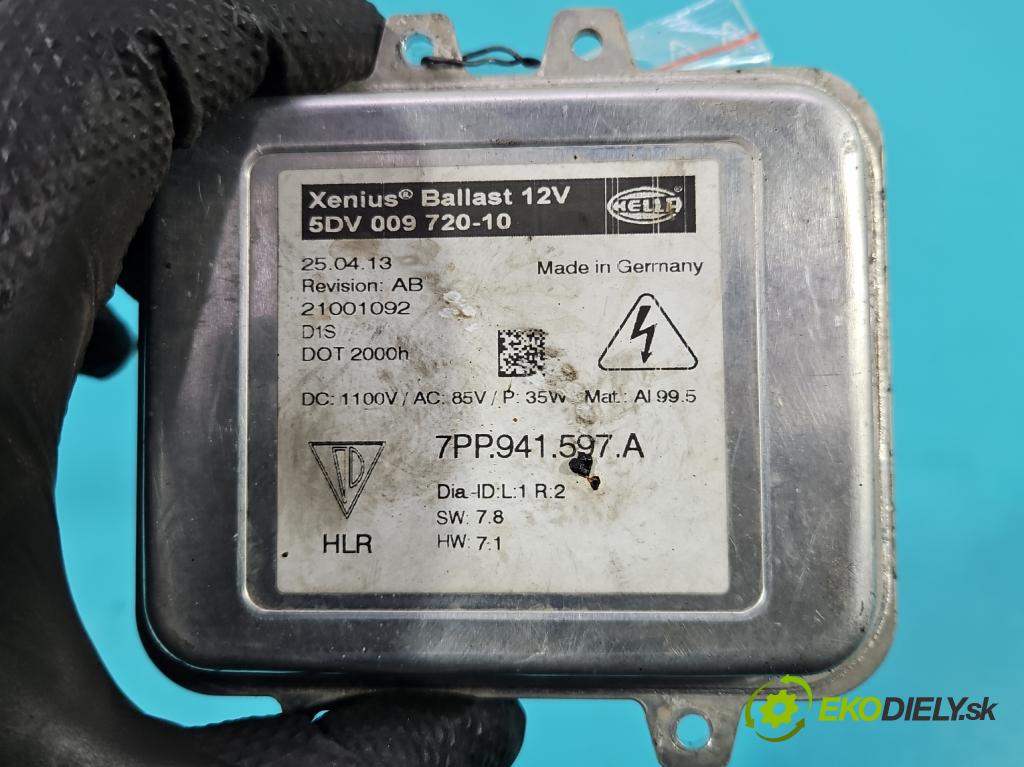 Xenius® Ballast 12V
5DV 009 720-10
HELLA®
25.04.13
Made in Germany
Revision: AB
21001092
D1S
DOT 2000h
DC: 1100V / AC: 85V / P: 35W Mat.: Al 99.5
7PP.941.597.A
Dia.-ID:L:1 R:2
SW: 7.8
HLR
HW: 7.1
EKODIELY.sk